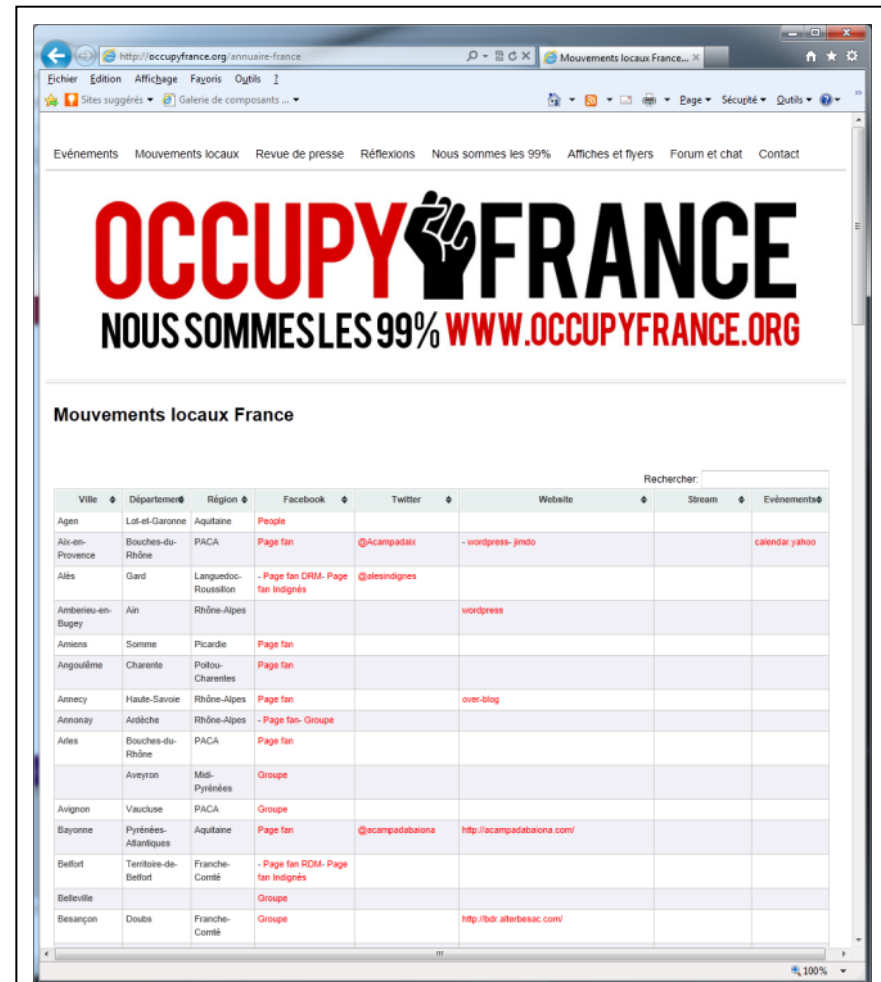 http://occupyfrance.org/annuaire-france
Mouvements locaux France...
Fichier Edition Affichage Favoris Outils ?
Sites suggérés Galerie de composants ...
Page Sécurité Outils
Evénements Mouvements locaux Revue de presse Réflexions Nous sommes les 99% Affiches et flyers Forum et chat Contact
OCCUPY FRANCE
NOUS SOMMES LES 99% WWW.OCCUPYFRANCE.ORG
Mouvements locaux France
Rechercher:
Ville Département Région Facebook Twitter Website Stream Evènements
Agen Lot-et-Garonne Aquitaine People
Aix-en- Bouches-du- PACA Page fan @Acampadaix - wordpress- jimdo calendar.yahoo
Provence Rhône
Alès Gard Languedoc- - Page fan DRM- Page @alesindignes
Roussillon fan Indignés
Amberieu-en- Ain Rhône-Alpes wordpress
Bugey
Amiens Somme Picardie Page fan
Angoulême Charente Poitou- Page fan
Charentes
Annecy Haute-Savoie Rhône-Alpes Page fan over-blog
Annonay Ardèche Rhône-Alpes - Page fan- Groupe
Arles Bouches-du- PACA Page fan
Rhône
Aveyron Midi- Groupe
Pyrénées
Avignon Vaucluse PACA Groupe
Bayonne Pyrénées- Aquitaine Page fan @acampadabaiona http://acampadabaiona.com/
Atlantiques
Belfort Territoire-de- Franche- - Page fan RDM- Page
Belfort Comté fan Indignés
Belleville Groupe
Besançon Doubs Franche- Groupe http://bdr.alterbesac.com/
Comté
100%